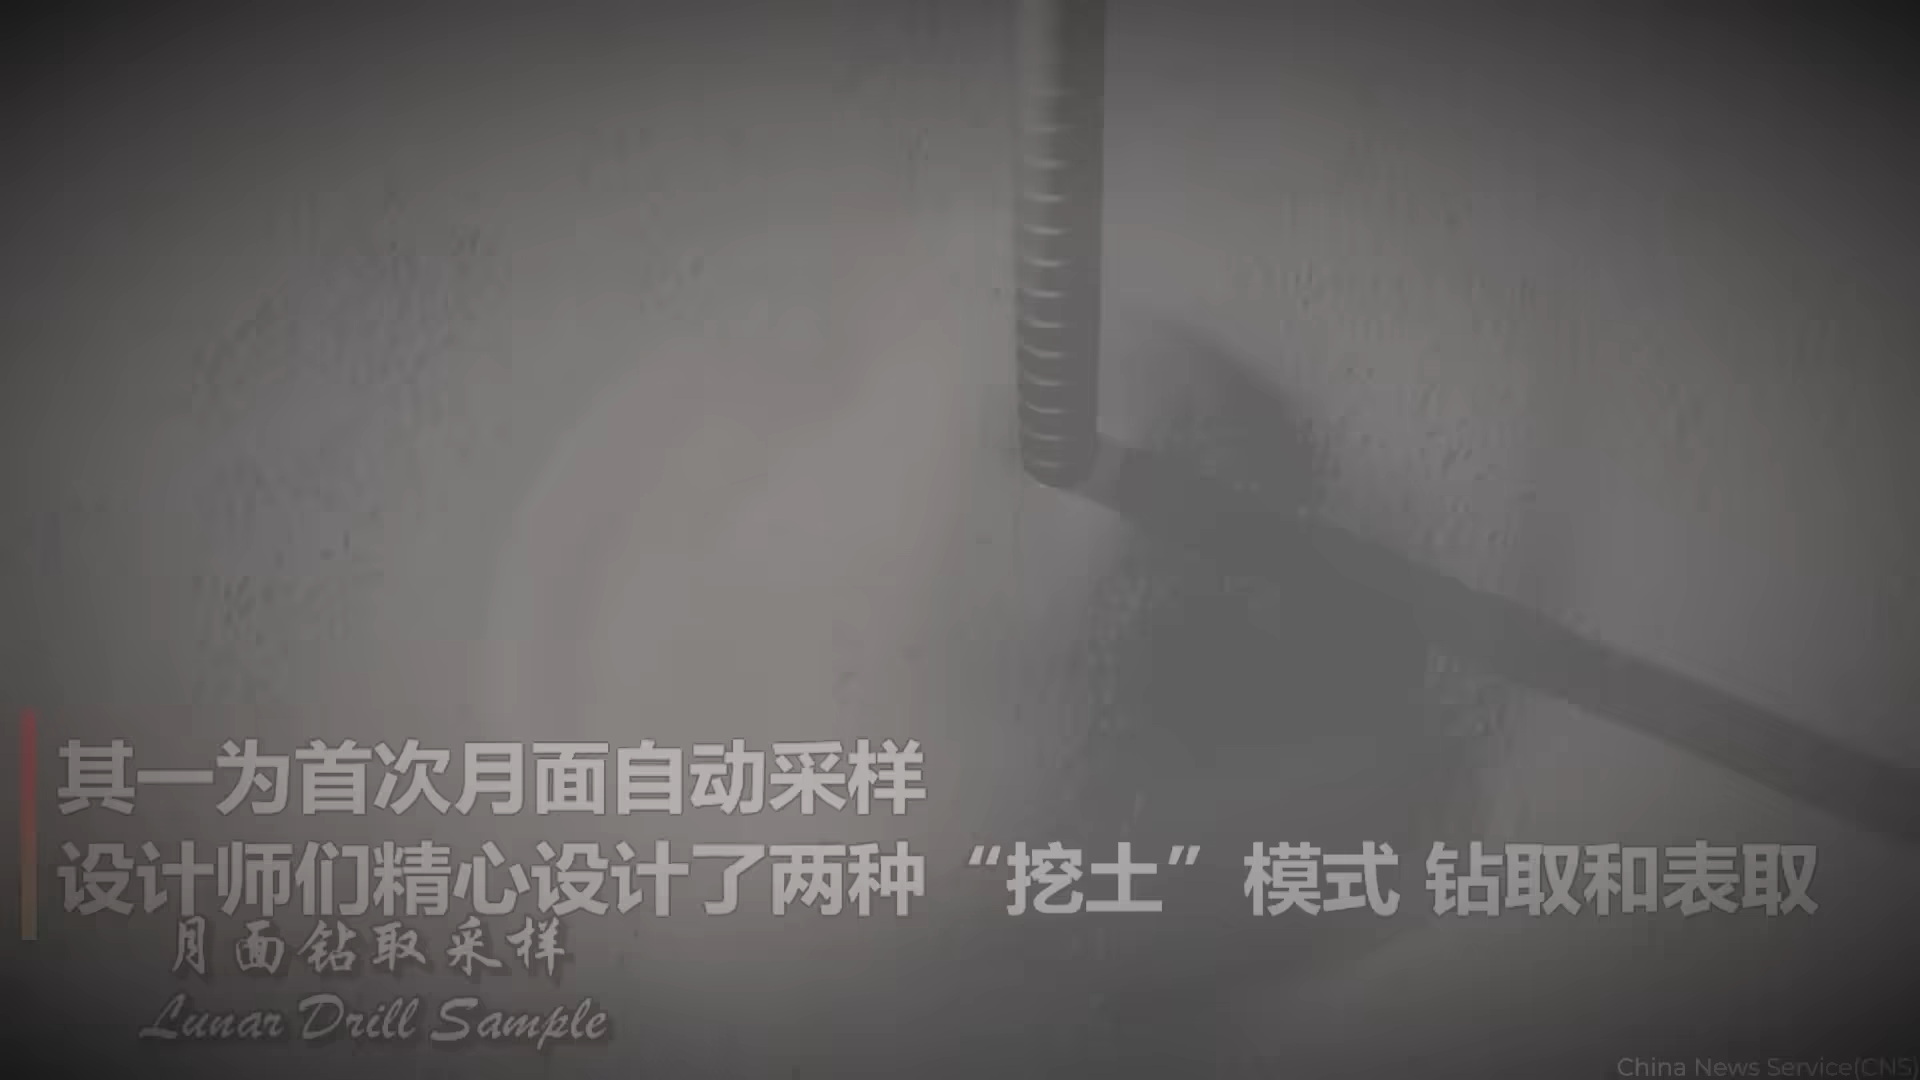 其一为首次月面自动采样
设计师们精心设计了两种“挖土”模式 钻取和表取
月面钻取采样
Lunar Drill Sample
China News Service(CNS)